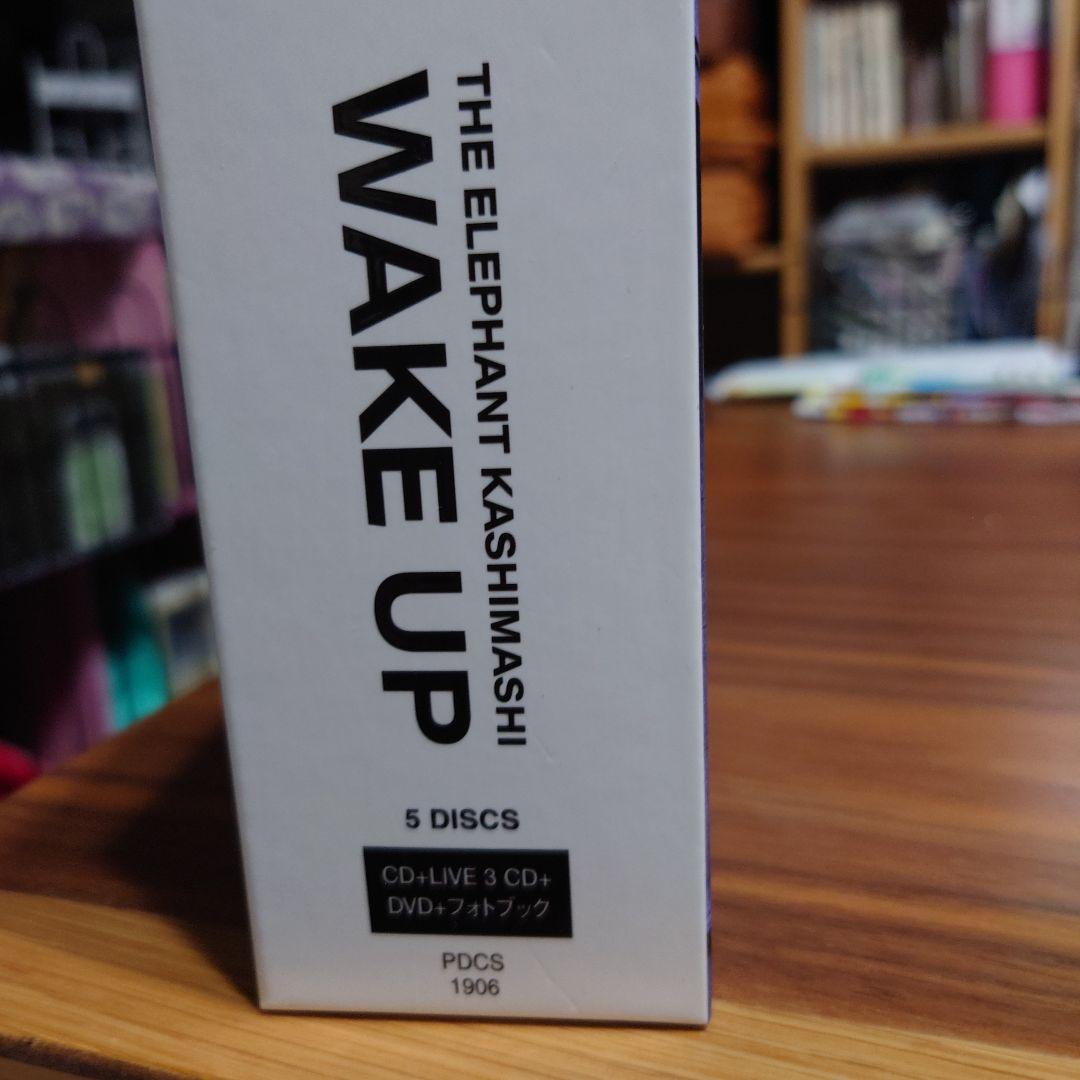 THE ELEPHANT KASHIMASHI
WAKE UP
5 DISCS
CD+LIVE 3 CD+
DVD+フォトブック
PDCS
1906